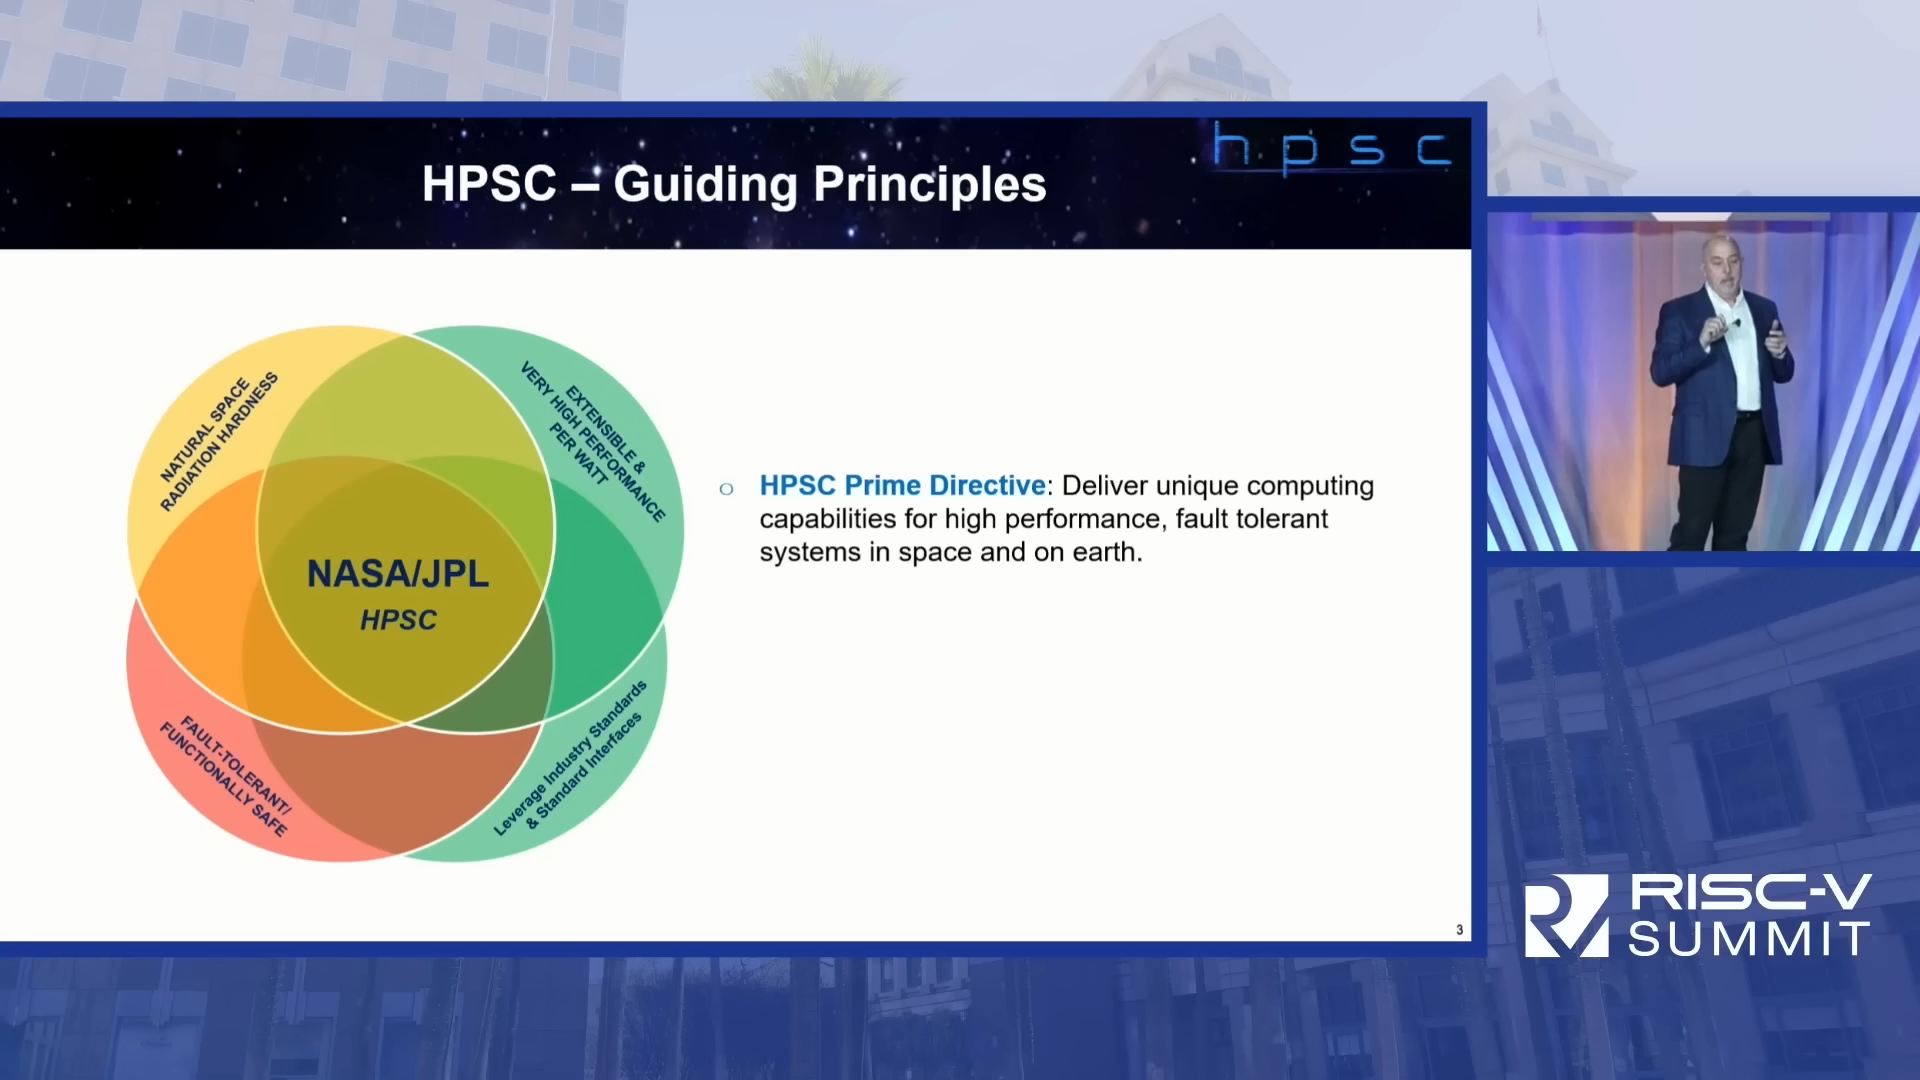 hpsc
HPSC – Guiding Principles
NATURAL SPACE
RADIATION HARDNESS
EXTENSIBLE &
VERY HIGH PERFORMANCE
PER WATT
NASA/JPL
HPSC
FAULT-TOLERANT/
FUNCTIONALLY SAFE
Leverage Industry Standards
& Standard Interfaces
HPSC Prime Directive: Deliver unique computing
capabilities for high performance, fault tolerant
systems in space and on earth.
3
RISC-V
SUMMIT